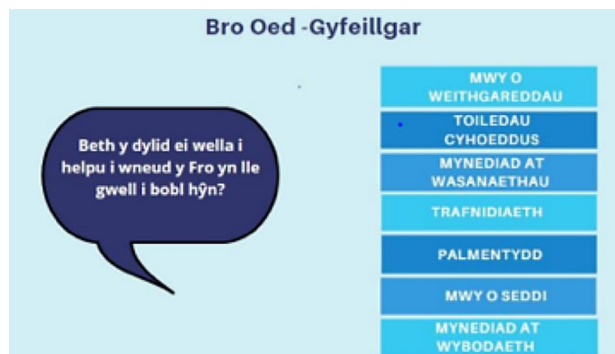 Bro Oed -Gyfeillgar
Beth y dylid ei wella i
helpu i wneud y Fro yn lle
gwell i bobl hŷn?
MWY O
WEITHGAREDDAU
TOILEDAU
CYHOEDDUS
MYNEDIAD AT
WASANAETHAU
TRAFNIDIAETH
PALMENTYDD
MWY O SEDDI
MYNEDIAD AT
WYBODAETH